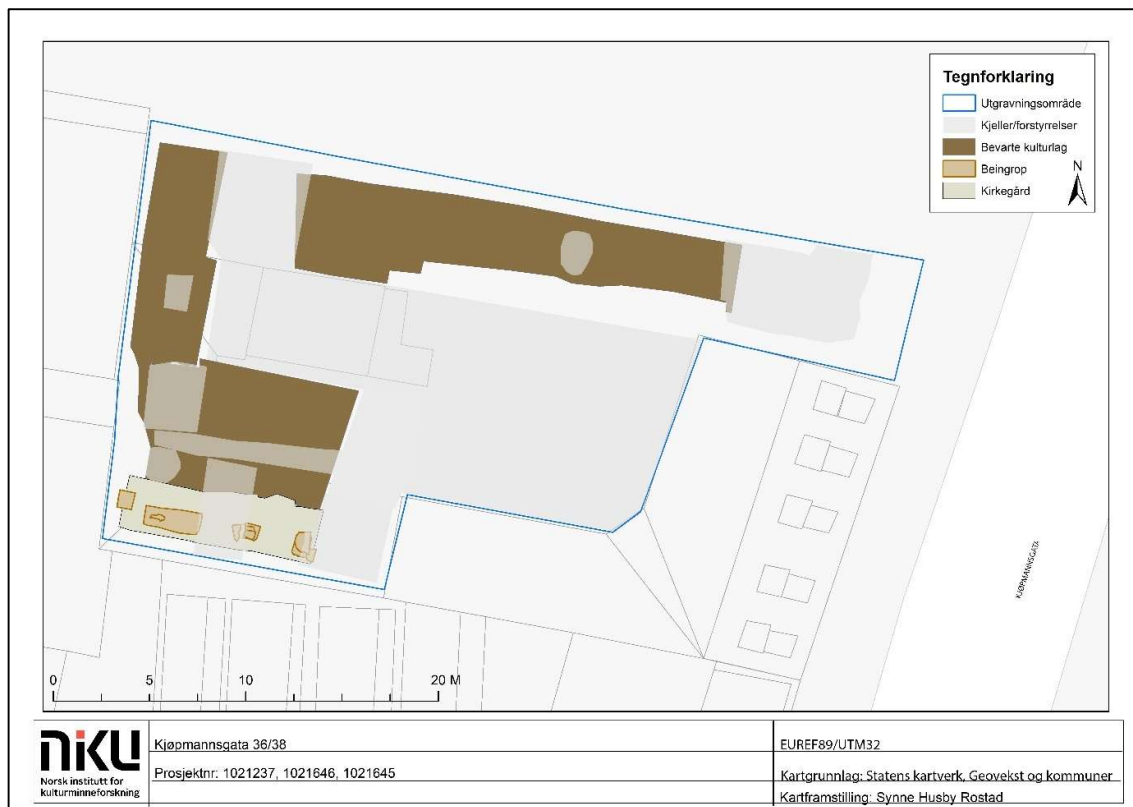 Tegnforklaring
Utgravningsområde
Kjeller/forstyrrelser
Bevarte kulturlag
Beingrop
Kirkegård
N
KJØPMANNSGATA
0 5 10 20 M
NIKU
Norsk institutt for
kulturminneforskning
Kjøpmannsgata 36/38
Prosjektnr: 1021237, 1021646, 1021645
EUREF89/UTM32
Kartgrunnlag: Statens kartverk, Geovekst og kommuner
Kartframstilling: Synne Husby Rostad